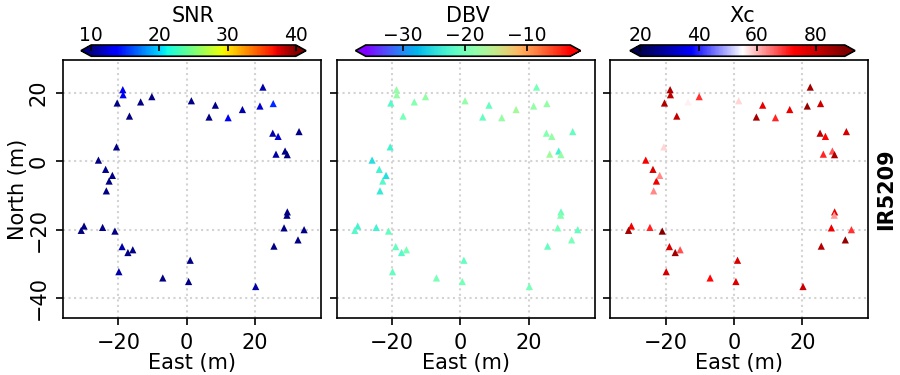 SNR DBV Xc
10 20 30 40 −30 −20 −10 20 40 60 80
20
0
−20
−40
North (m)
−20 0 20 −20 0 20 −20 0 20
East (m) East (m) East (m)
IR5209